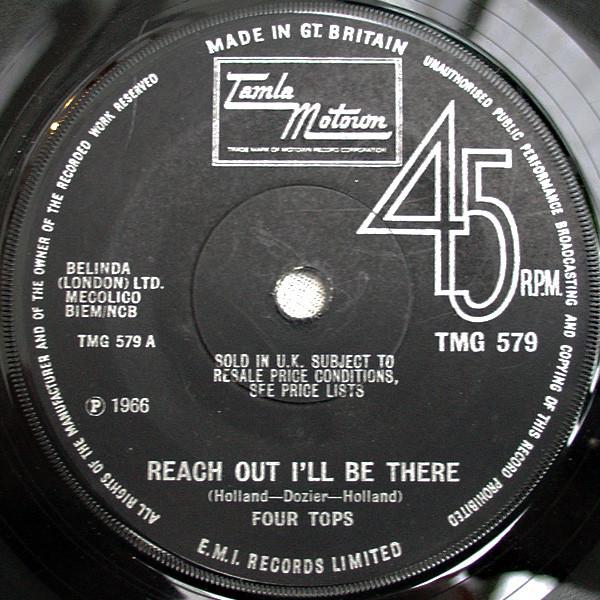 MADE IN GT. BRITAIN
UNAUTHORISED PUBLIC PERFORMANCE BROADCASTING AND COPYING OF THIS RECORD PROHIBITED
ALL RIGHTS OF THE MANUFACTURER AND OF THE OWNER OF THE RECORDED WORK RESERVED
Tamla
Motown
TRADE MARK OF MOTOWN RECORD CORPORATION
45
RPM.
BELINDA
(LONDON) LTD.
MECOLICO
BIEM/NCB
TMG 579 A
TMG 579
SOLD IN U.K. SUBJECT TO
RESALE PRICE CONDITIONS,
SEE PRICE LISTS
Ⓟ 1966
REACH OUT I'LL BE THERE
(Holland—Dozier—Holland)
FOUR TOPS
E.M.I. RECORDS LIMITED